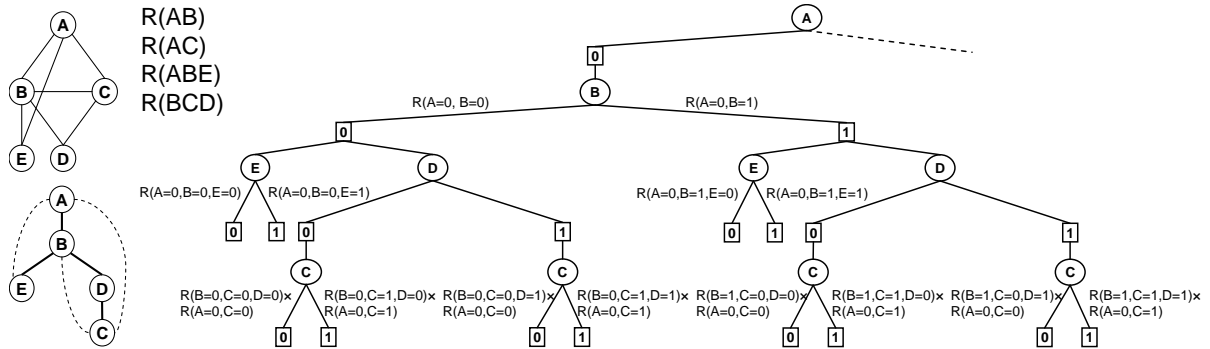 A
B
C
E
D
R(AB)
R(AC)
R(ABE)
R(BCD)
A
B
E
D
C
A
0
B
R(A=0, B=0)
R(A=0,B=1)
0
1
E
D
E
D
R(A=0,B=0,E=0)
R(A=0,B=0,E=1)
R(A=0,B=1,E=0)
R(A=0,B=1,E=1)
0
1
0
1
0
1
0
1
C
C
C
C
R(B=0,C=0,D=0)×
R(A=0,C=0)
R(B=0,C=1,D=0)×
R(A=0,C=1)
R(B=0,C=0,D=1)×
R(A=0,C=0)
R(B=0,C=1,D=1)×
R(A=0,C=1)
R(B=1,C=0,D=0)×
R(A=0,C=0)
R(B=1,C=1,D=0)×
R(A=0,C=1)
R(B=1,C=0,D=1)×
R(A=0,C=0)
R(B=1,C=1,D=1)×
R(A=0,C=1)
0
1
0
1
0
1
0
1